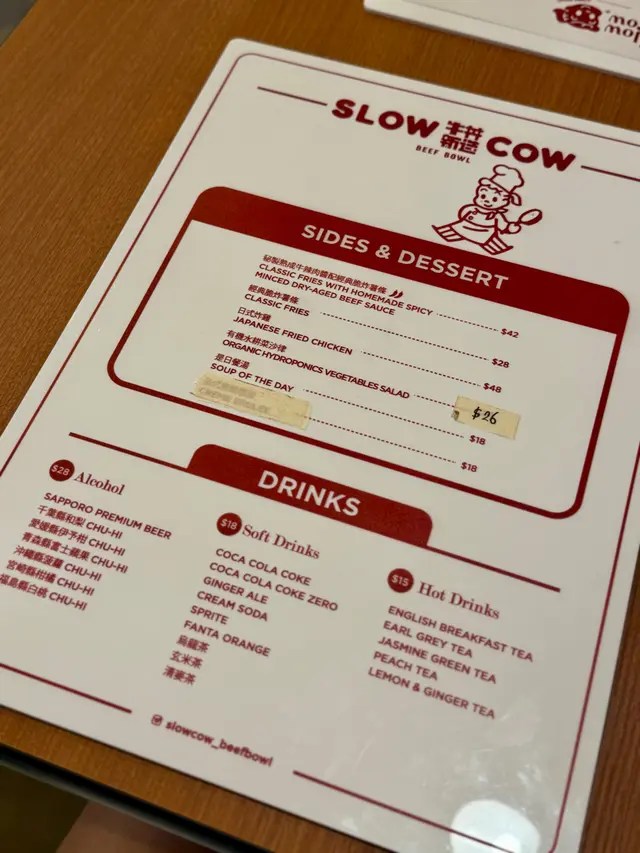 SLOW 牛丼 製造 COW
BEEF BOWL
SIDES & DESSERT
秘製熟成牛辣肉醬配經典脆炸薯條
CLASSIC FRIES WITH HOMEMADE SPICY
MINCED DRY-AGED BEEF SAUCE
$42
經典脆炸薯條
CLASSIC FRIES
$28
日式炸雞
JAPANESE FRIED CHICKEN
$48
有機水耕菜沙律
ORGANIC HYDROPONICS VEGETABLES SALAD
$26
是日餐湯
SOUP OF THE DAY
$18
$18
DRINKS
$28 Alcohol
SAPPORO PREMIUM BEER
千葉縣和梨 CHU-HI
愛媛縣伊予柑 CHU-HI
青森縣富士蘋果 CHU-HI
沖繩縣菠蘿 CHU-HI
宮崎縣柑橘 CHU-HI
福島縣白桃 CHU-HI
$18 Soft Drinks
COCA COLA COKE
COCA COLA COKE ZERO
GINGER ALE
CREAM SODA
SPRITE
FANTA ORANGE
烏龍茶
玄米茶
清麥茶
$15 Hot Drinks
ENGLISH BREAKFAST TEA
EARL GREY TEA
JASMINE GREEN TEA
PEACH TEA
LEMON & GINGER TEA
slowcow_beefbowl